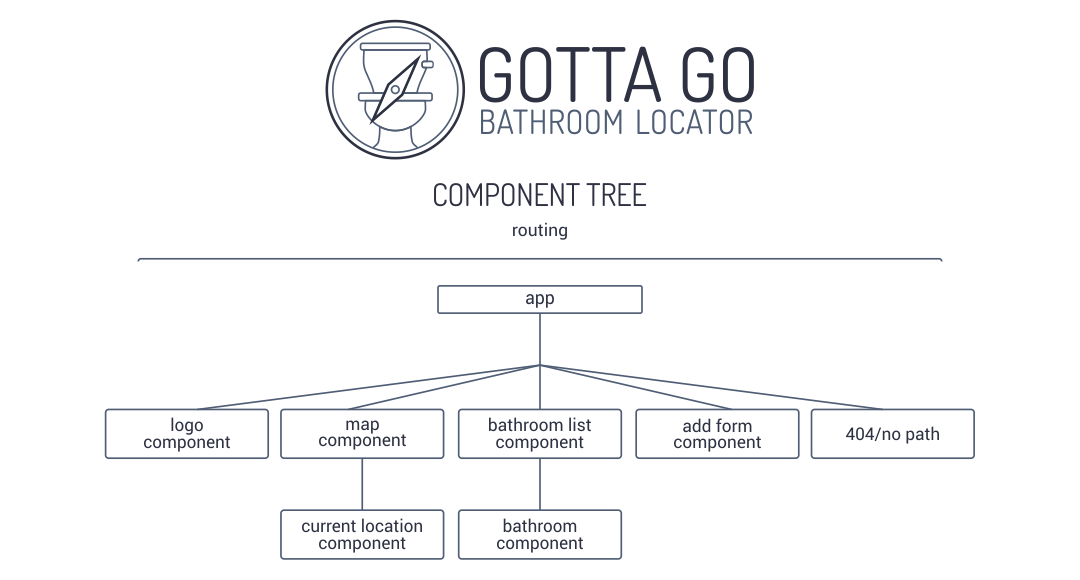 GOTTA GO
BATHROOM LOCATOR
COMPONENT TREE
routing
app
logo
component
map
component
bathroom list
component
add form
component
404/no path
current location
component
bathroom
component